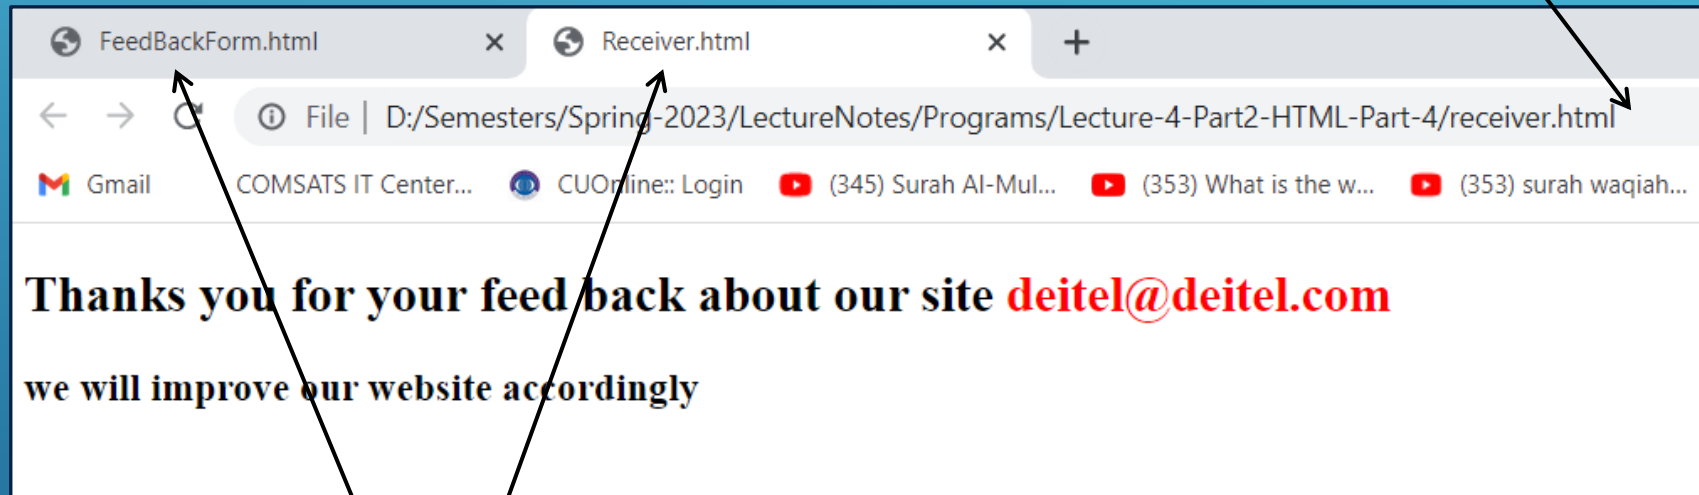 FeedBackForm.html Receiver.html
File | D:/Semesters/Spring-2023/LectureNotes/Programs/Lecture-4-Part2-HTML-Part-4/receiver.html
Gmail COMSATS IT Center... CUOnline:: Login (345) Surah Al-Mul... (353) What is the w... (353) surah waqiah...
Thanks you for your feed back about our site deitel@deitel.com
we will improve our website accordingly